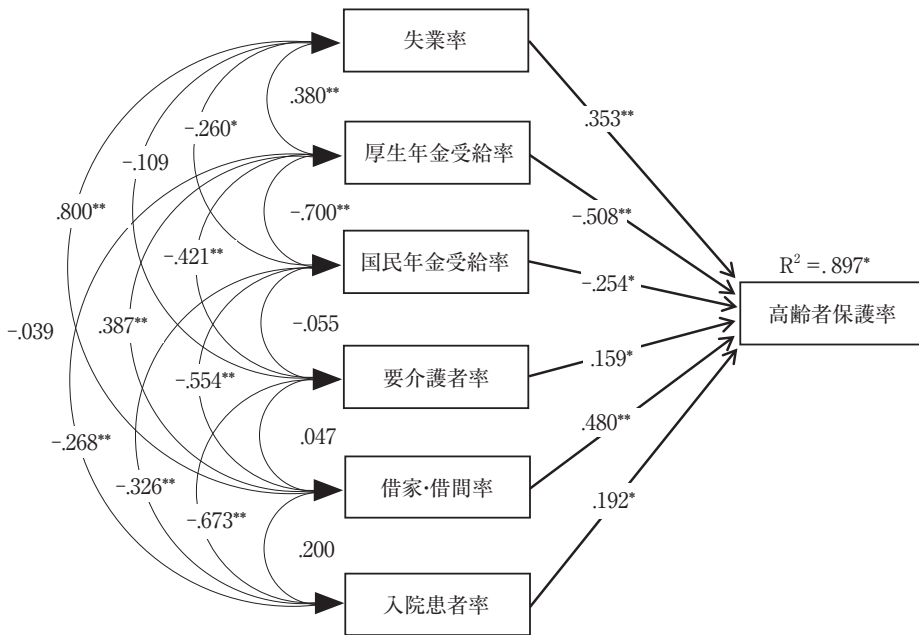 失業率
.380**
-.260*
.353**
-.109
厚生年金受給率
.800**
-.700**
-.508**
-.421**
国民年金受給率
R² =. 897*
-.254*
高齢者保護率
-.039
.387**
-.055
.159*
-.554**
要介護者率
.480**
-.268**
.047
-.326**
借家・借間率
.192*
-.673**
.200
入院患者率